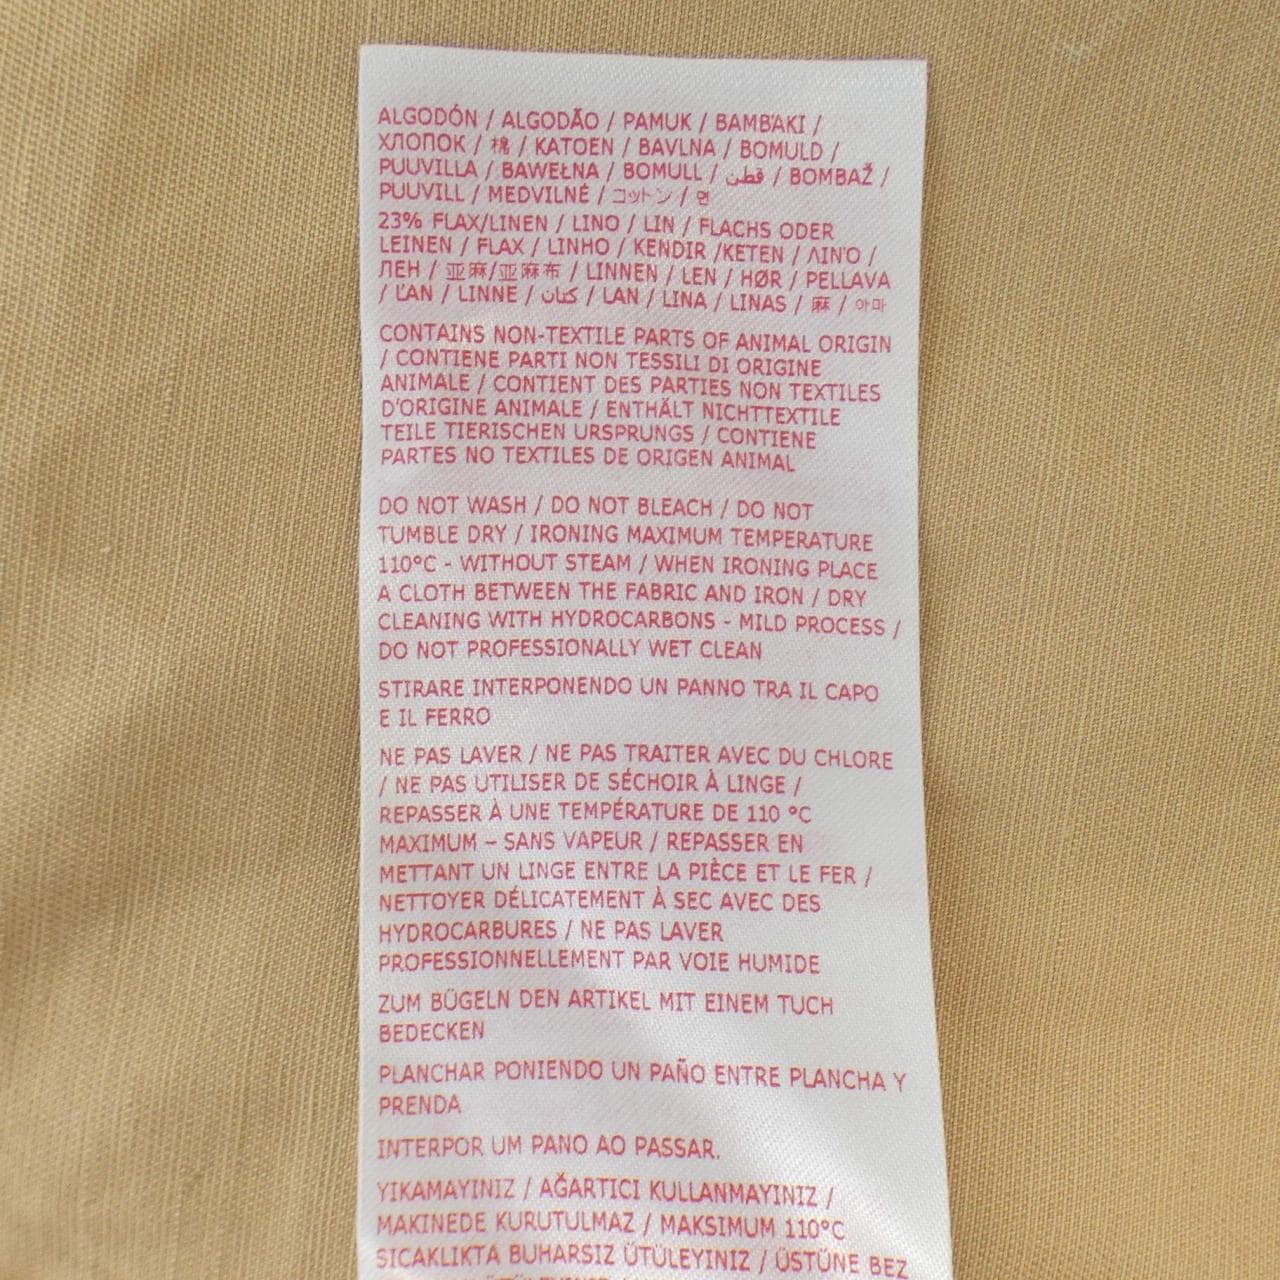 ALGODÓN / ALGODÃO / PAMUK / BAMBΆKI /
ХЛОПОК / 棉 / KATOEN / BAVLNA / BOMULD /
PUUVILLA / BAWEŁNA / BOMULL / قطن / BOMBAŽ /
PUUVILL / MEDVILNĖ / コットン / 면
23% FLAX/LINEN / LINO / LIN / FLACHS ODER
LEINEN / FLAX / LINHO / KENDIR /KETEN / ΛΙΝΌ /
ЛЕН / 亚麻/亚麻布 / LINNEN / LEN / HØR / PELLAVA
/ ĽAN / LINNE / كتان / LAN / LINA / LINAS / 麻 / 아마
CONTAINS NON-TEXTILE PARTS OF ANIMAL ORIGIN
/ CONTIENE PARTI NON TESSILI DI ORIGINE
ANIMALE / CONTIENT DES PARTIES NON TEXTILES
D'ORIGINE ANIMALE / ENTHÄLT NICHTTEXTILE
TEILE TIERISCHEN URSPRUNGS / CONTIENE
PARTES NO TEXTILES DE ORIGEN ANIMAL
DO NOT WASH / DO NOT BLEACH / DO NOT
TUMBLE DRY / IRONING MAXIMUM TEMPERATURE
110°C - WITHOUT STEAM / WHEN IRONING PLACE
A CLOTH BETWEEN THE FABRIC AND IRON / DRY
CLEANING WITH HYDROCARBONS - MILD PROCESS /
DO NOT PROFESSIONALLY WET CLEAN
STIRARE INTERPONENDO UN PANNO TRA IL CAPO
E IL FERRO
NE PAS LAVER / NE PAS TRAITER AVEC DU CHLORE
/ NE PAS UTILISER DE SÉCHOIR À LINGE /
REPASSER À UNE TEMPÉRATURE DE 110 °C
MAXIMUM – SANS VAPEUR / REPASSER EN
METTANT UN LINGE ENTRE LA PIÈCE ET LE FER /
NETTOYER DÉLICATEMENT À SEC AVEC DES
HYDROCARBURES / NE PAS LAVER
PROFESSIONNELLEMENT PAR VOIE HUMIDE
ZUM BÜGELN DEN ARTIKEL MIT EINEM TUCH
BEDECKEN
PLANCHAR PONIENDO UN PAÑO ENTRE PLANCHA Y
PRENDA
INTERPOR UM PANO AO PASSAR.
YIKAMAYINIZ / AĞARTICI KULLANMAYINIZ /
MAKINEDE KURUTULMAZ / MAKSIMUM 110°C
SICAKLIKTA BUHARSIZ ÜTÜLEYINIZ / ÜSTÜNE BEZ